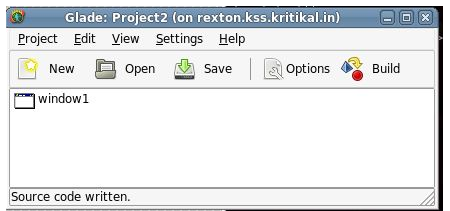 Glade: Project2 (on rexton.kss.kritikal.in)
Project Edit View Settings Help
New Open Save Options Build
window1
Source code written.